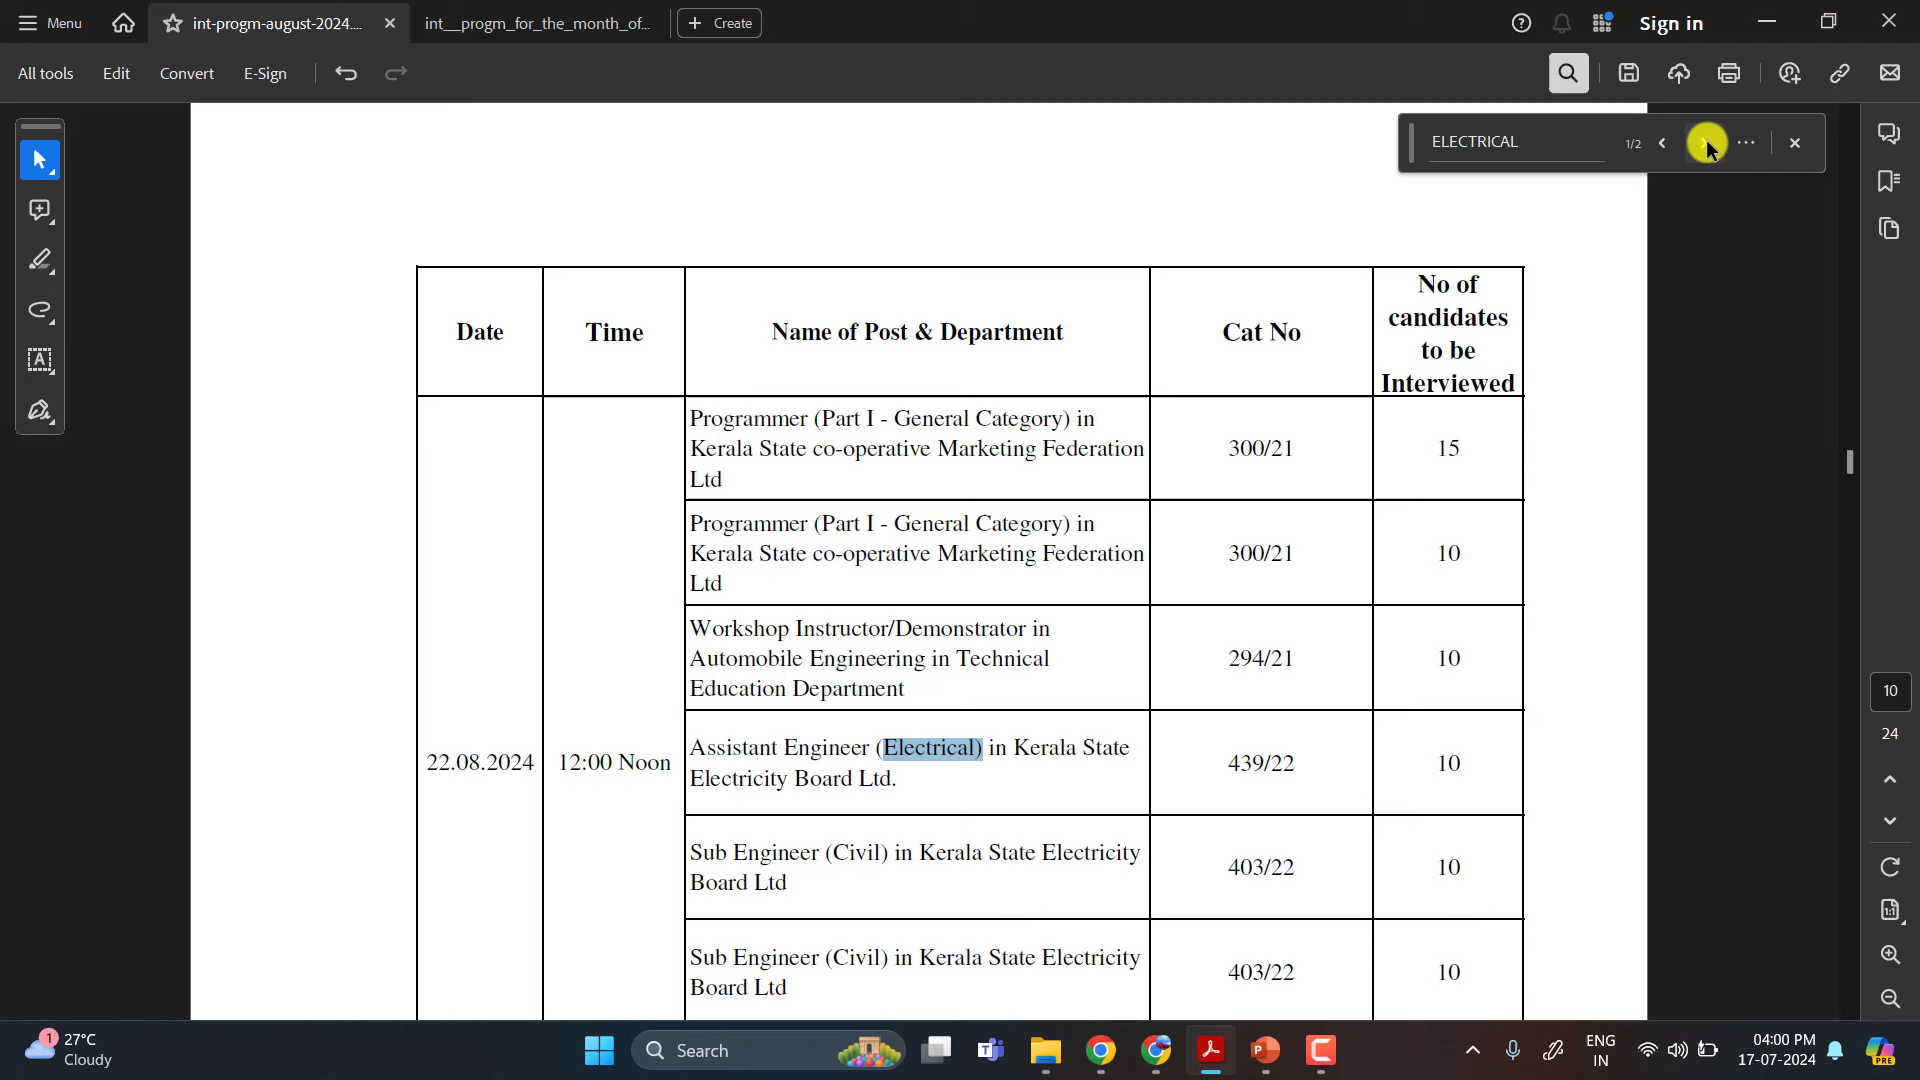 Menu
int-progm-august-2024....
int__progm_for_the_month_of...
Create
Sign in
All tools
Edit
Convert
E-Sign
ELECTRICAL
1/2
Date
Time
Name of Post & Department
Cat No
No of
candidates
to be
Interviewed
Programmer (Part I - General Category) in
Kerala State co-operative Marketing Federation
Ltd
300/21
15
Programmer (Part I - General Category) in
Kerala State co-operative Marketing Federation
Ltd
300/21
10
Workshop Instructor/Demonstrator in
Automobile Engineering in Technical
Education Department
294/21
10
22.08.2024
12:00 Noon
Assistant Engineer (Electrical) in Kerala State
Electricity Board Ltd.
439/22
10
Sub Engineer (Civil) in Kerala State Electricity
Board Ltd
403/22
10
Sub Engineer (Civil) in Kerala State Electricity
Board Ltd
403/22
10
10
24
1:1
1
27°C
Cloudy
Search
ENG
IN
04:00 PM
17-07-2024
PRE